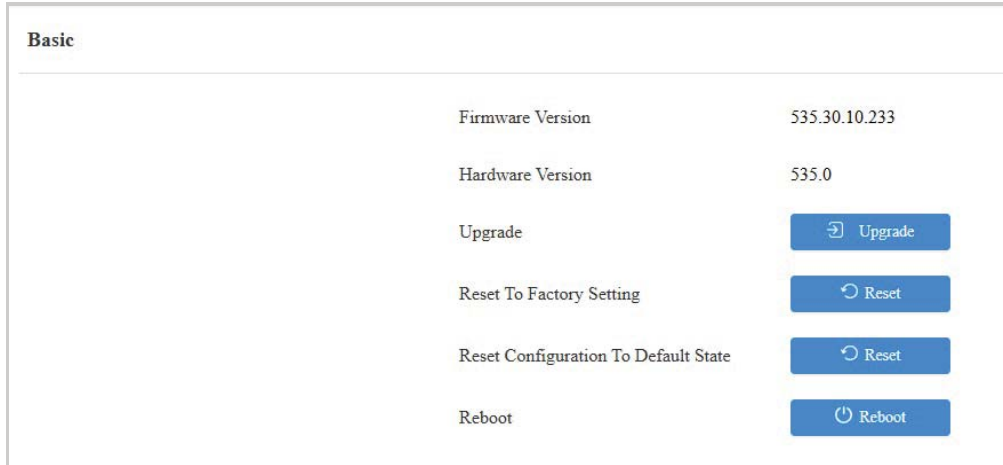 Basic
Firmware Version 535.30.10.233
Hardware Version 535.0
Upgrade Upgrade
Reset To Factory Setting Reset
Reset Configuration To Default State Reset
Reboot Reboot